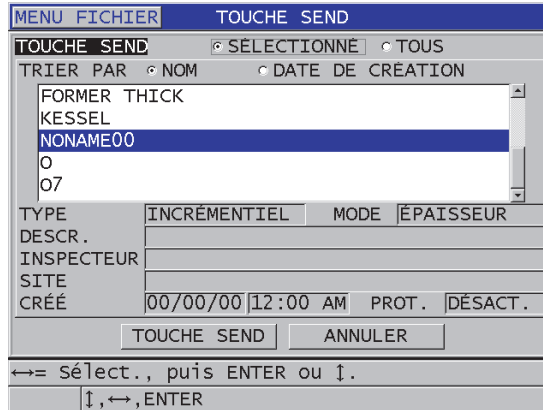 MENU FICHIER TOUCHE SEND
TOUCHE SEND SÉLECTIONNÉ TOUS
TRIER PAR NOM DATE DE CRÉATION
FORMER THICK
KESSEL
NONAME00
O
O7
TYPE INCRÉMENTIEL MODE ÉPAISSEUR
DESCR.
INSPECTEUR
SITE
CRÉÉ 00/00/00 12:00 AM PROT. DÉSACT.
TOUCHE SEND ANNULER
↔= Sélect., puis ENTER ou ↕.
↕,↔,ENTER